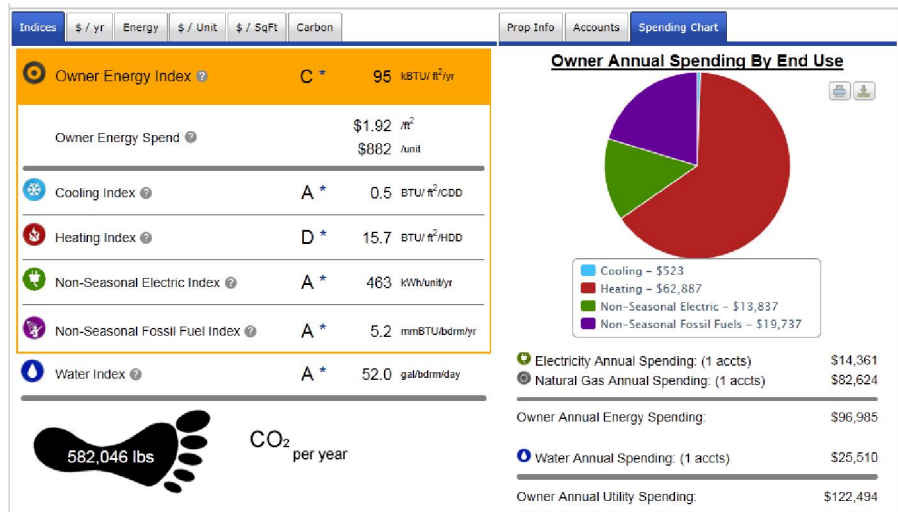 Indices
$ / yr
Energy
$ / Unit
$ / SqFt
Carbon
Owner Energy Index ? C * 95 kBTU/ ft²/yr
Owner Energy Spend ? $1.92 /ft²
$882 /unit
Cooling Index ? A * 0.5 BTU/ ft²/CDD
Heating Index ? D * 15.7 BTU/ ft²/HDD
Non-Seasonal Electric Index ? A * 463 kWh/unit/yr
Non-Seasonal Fossil Fuel Index ? A * 5.2 mmBTU/bdrm/yr
Water Index ? A * 52.0 gal/bdrm/day
582,046 lbs
CO₂ per year
Prop Info
Accounts
Spending Chart
Owner Annual Spending By End Use
Cooling – $523
Heating – $62,887
Non-Seasonal Electric – $13,837
Non-Seasonal Fossil Fuels – $19,737
Electricity Annual Spending: (1 accts) $14,361
Natural Gas Annual Spending: (1 accts) $82,624
Owner Annual Energy Spending: $96,985
Water Annual Spending: (1 accts) $25,510
Owner Annual Utility Spending: $122,494